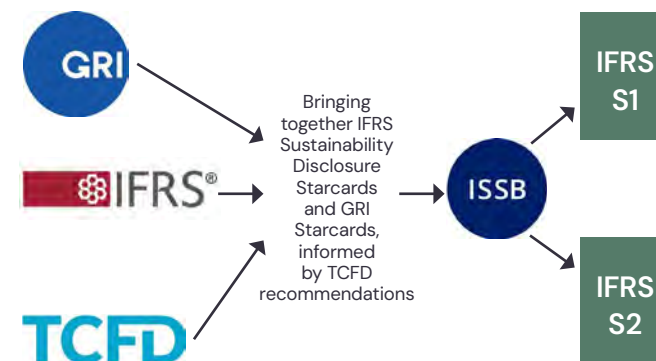 GRI
IFRS®
TCFD
Bringing
together IFRS
Sustainability
Disclosure
Starcards
and GRI
Starcards,
informed
by TCFD
recommendations
ISSB
IFRS
S1
IFRS
S2